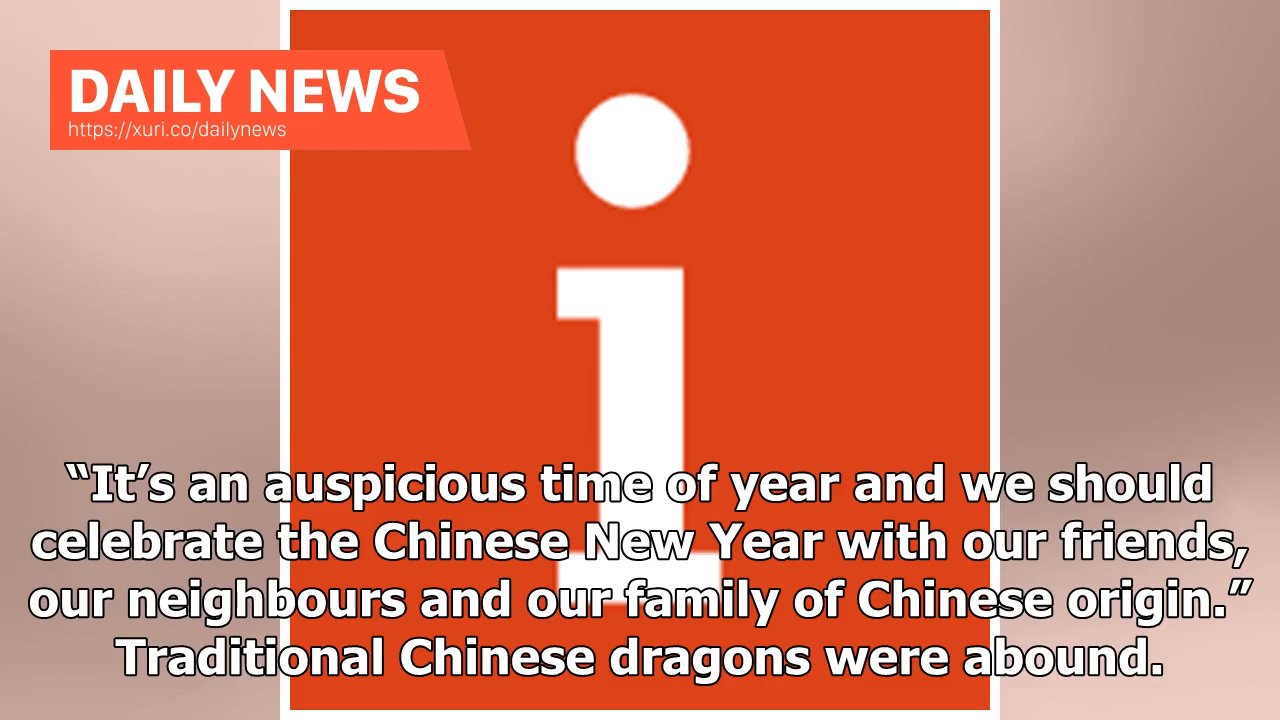 DAILY NEWS
https://xuri.co/dailynews
i
“It’s an auspicious time of year and we should
celebrate the Chinese New Year with our friends,
our neighbours and our family of Chinese origin.”
Traditional Chinese dragons were abound.